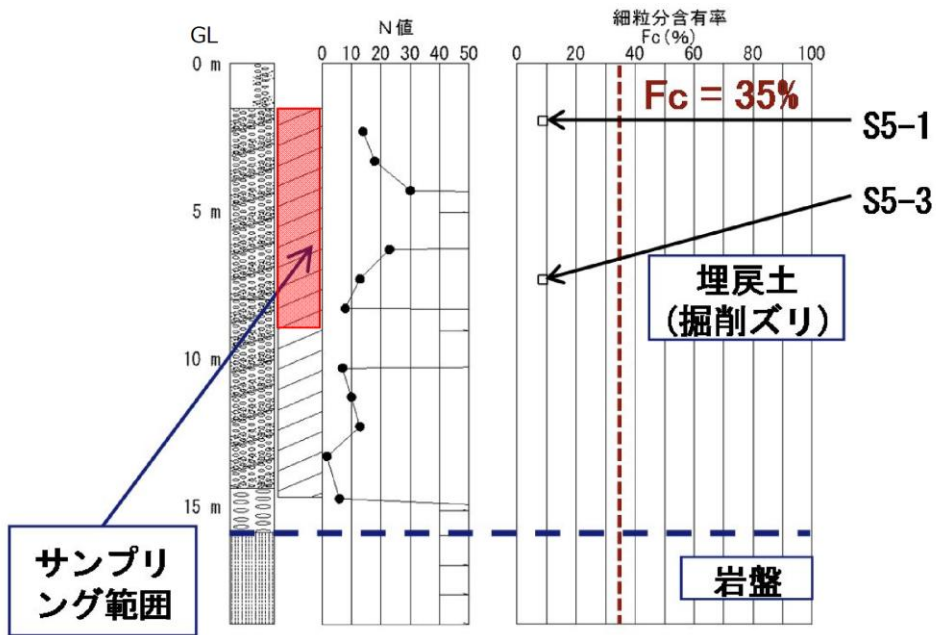 GL
N値
細粒分含有率
Fc(%)
0 10 20 30 40 50
0 20 40 60 80 100
0 m
Fc = 35%
S5-1
5 m
S5-3
埋戻土
(掘削ズリ)
10 m
15 m
サンプリ
ング範囲
岩盤